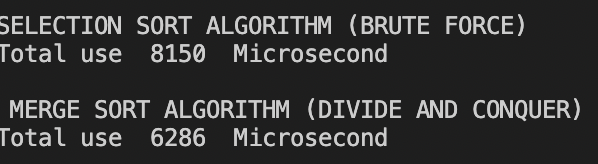 SELECTION SORT ALGORITHM (BRUTE FORCE)
Total use  8150  Microsecond
MERGE SORT ALGORITHM (DIVIDE AND CONQUER)
Total use  6286  Microsecond